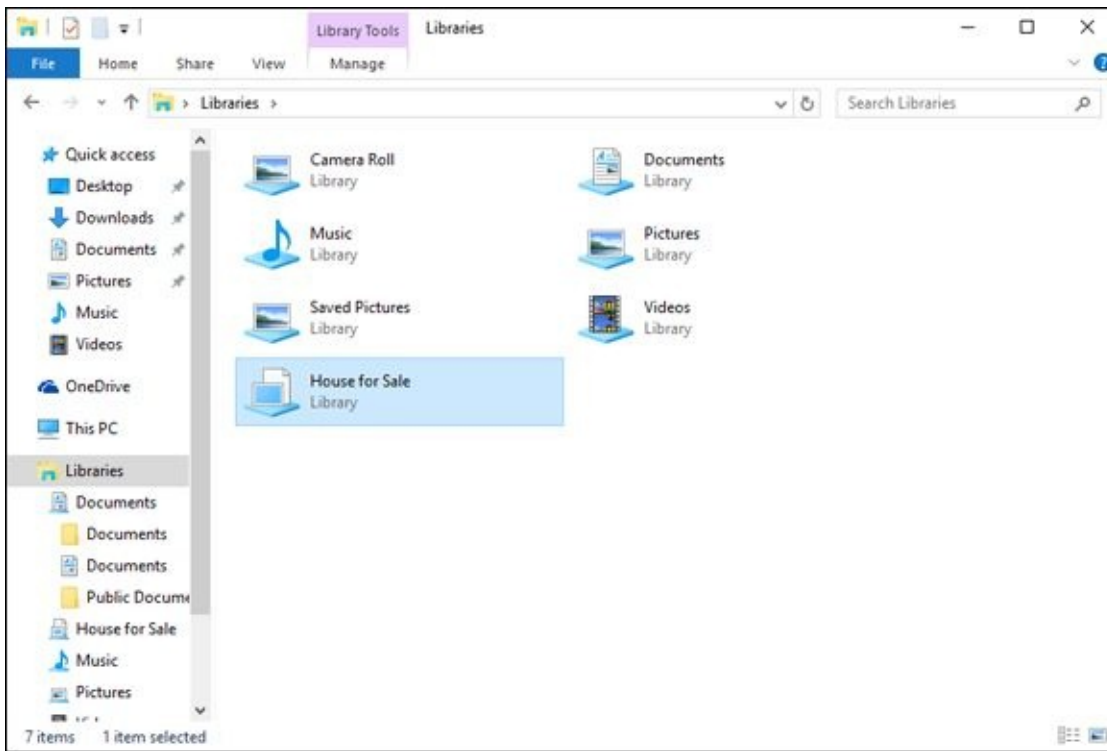 Library Tools
Libraries
File
Home
Share
View
Manage
Libraries
Search Libraries
Quick access
Desktop
Downloads
Documents
Pictures
Music
Videos
OneDrive
This PC
Libraries
Documents
Documents
Documents
Public Docume
House for Sale
Music
Pictures
Camera Roll
Library
Documents
Library
Music
Library
Pictures
Library
Saved Pictures
Library
Videos
Library
House for Sale
Library
7 items
1 item selected